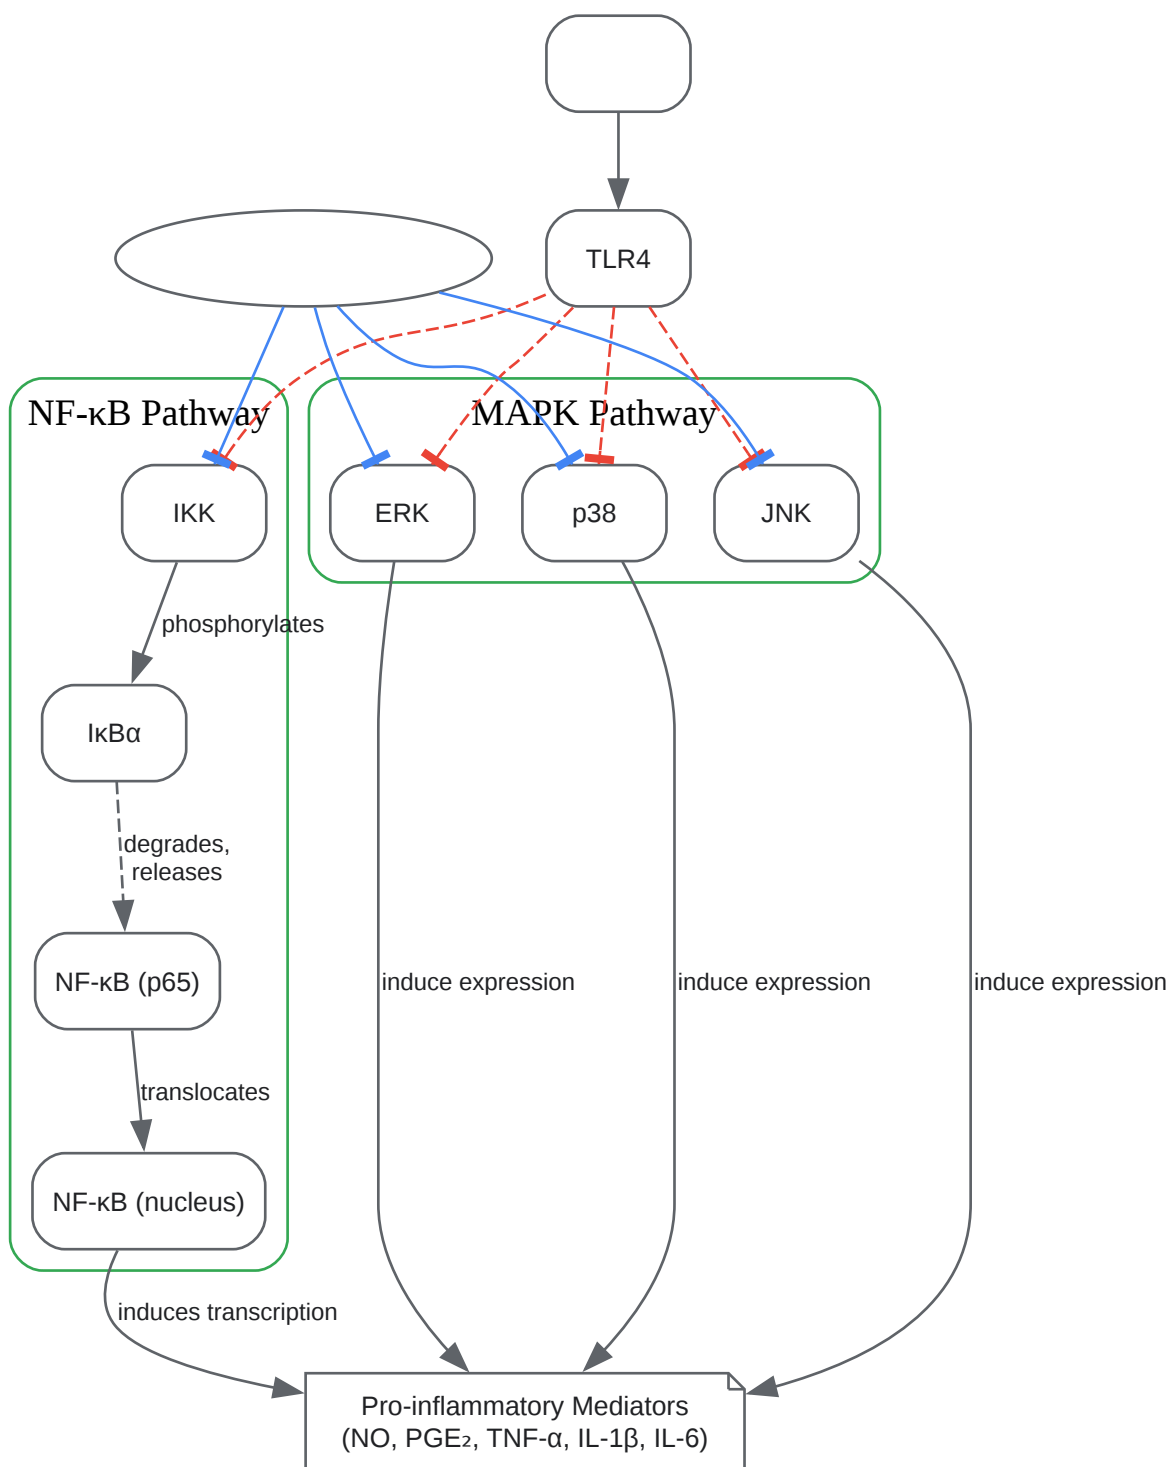 TLR4
NF-κB Pathway
MAPK Pathway
IKK
ERK
p38
JNK
phosphorylates
IκBα
degrades,
releases
NF-κB (p65)
induce expression
induce expression
induce expression
translocates
NF-κB (nucleus)
induces transcription
Pro-inflammatory Mediators
(NO, PGE₂, TNF-α, IL-1β, IL-6)